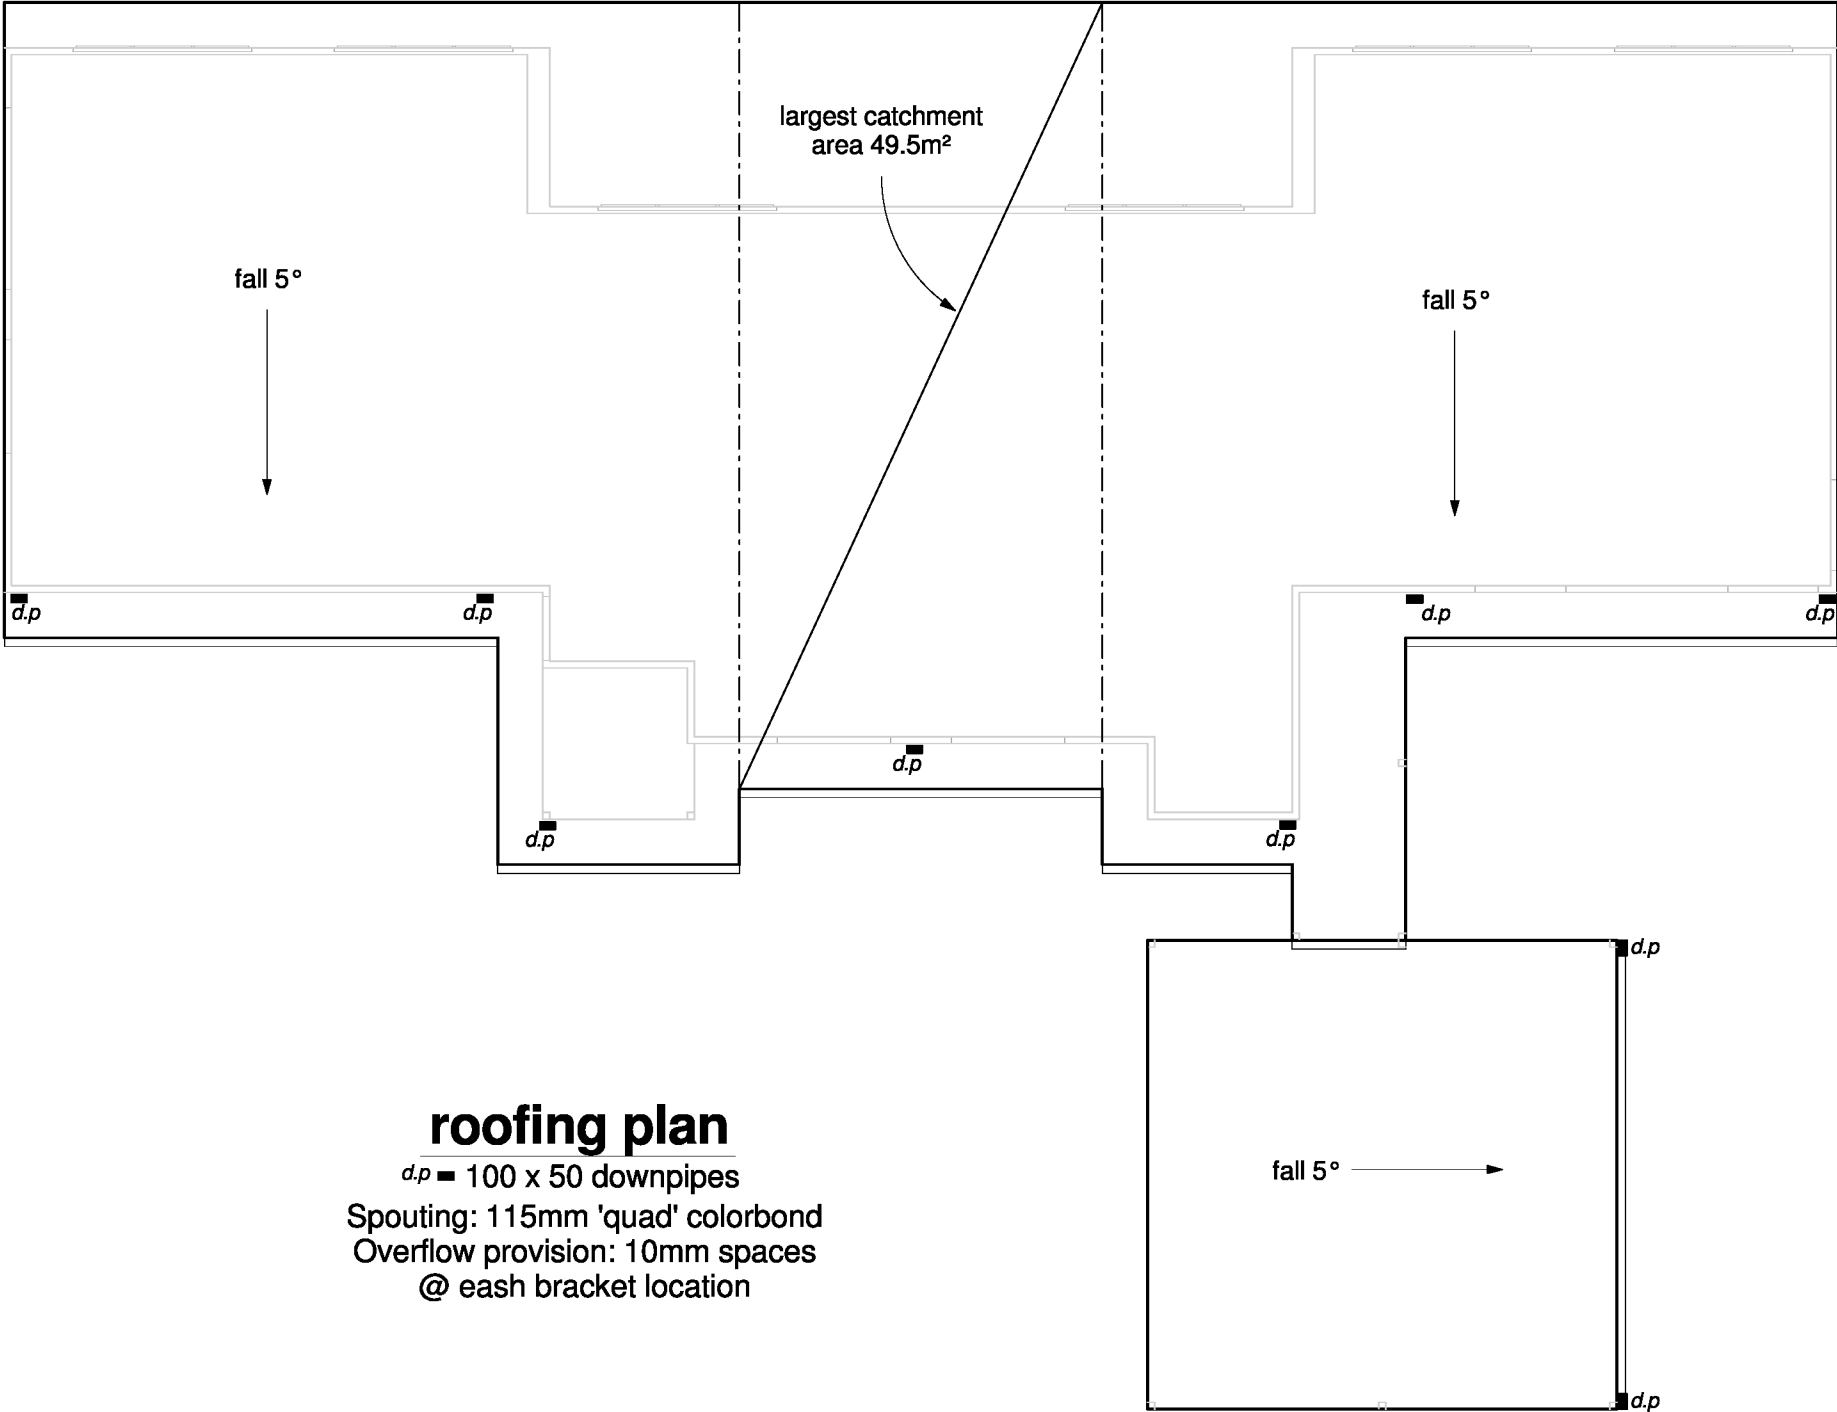 largest catchment
area 49.5m²
fall 5°
fall 5°
d.p
d.p
d.p
d.p
d.p
d.p
d.p
d.p
fall 5°
d.p
roofing plan
d.p = 100 x 50 downpipes
Spouting: 115mm 'quad' colorbond
Overflow provision: 10mm spaces
@ eash bracket location